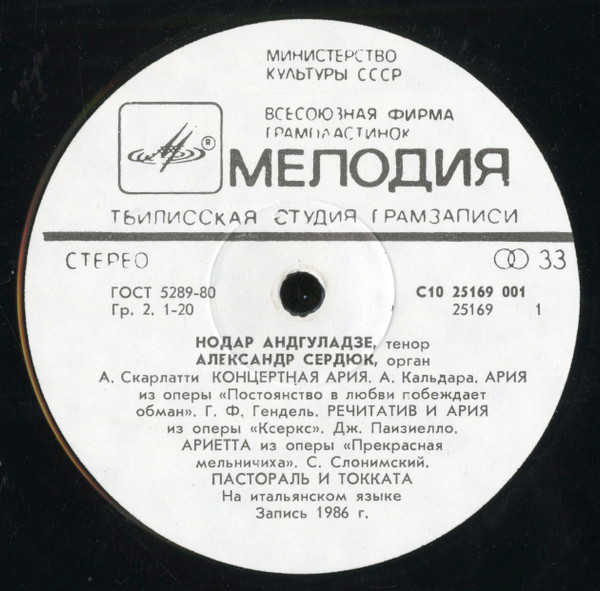 МИНИСТЕРСТВО
КУЛЬТУРЫ СССР
ВСЕСОЮЗНАЯ ФИРМА
ГРАМПЛАСТИНОК
®
МЕЛОДИЯ
ТБИЛИССКАЯ СТУДИЯ ГРАМЗАПИСИ
СТЕРЕО 33
ГОСТ 5289-80 С10 25169 001
Гр. 2. 1-20 25169 1
НОДАР АНДГУЛАДЗЕ, тенор
АЛЕКСАНДР СЕРДЮК, орган
А. Скарлатти КОНЦЕРТНАЯ АРИЯ. А. Кальдара. АРИЯ
из оперы «Постоянство в любви побеждает
обман». Г. Ф. Гендель. РЕЧИТАТИВ И АРИЯ
из оперы «Ксеркс». Дж. Паизиелло.
АРИЕТТА из оперы «Прекрасная
мельничиха». С. Слонимский.
ПАСТОРАЛЬ И ТОККАТА
На итальянском языке
Запись 1986 г.